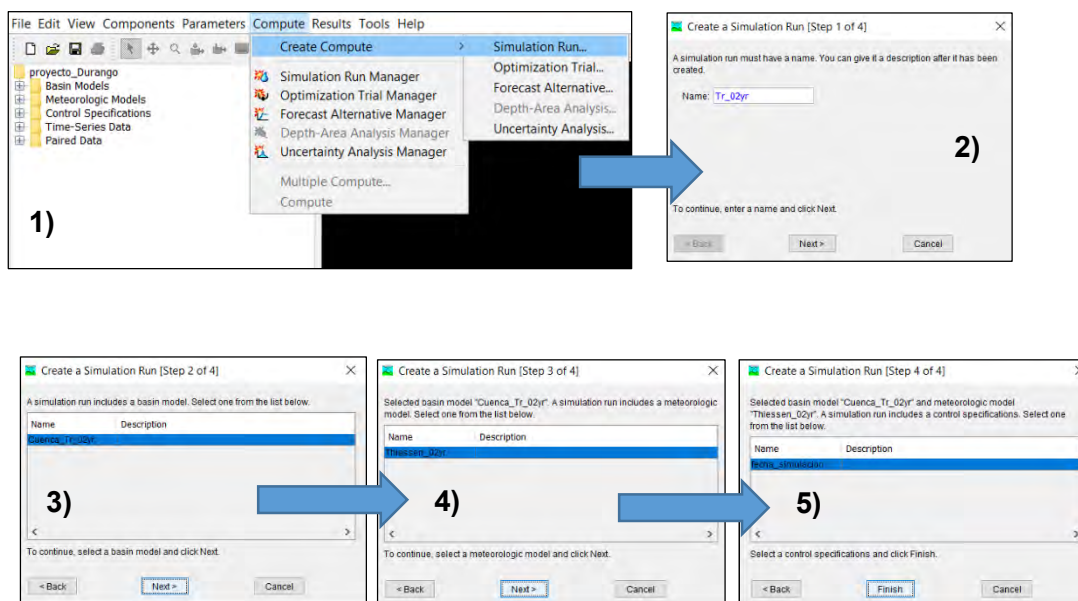 File Edit View Components Parameters Compute Results Tools Help
proyecto_Durango
Basin Models
Meteorologic Models
Control Specifications
Time-Series Data
Paired Data
Create Compute >
Simulation Run Manager
Optimization Trial Manager
Forecast Alternative Manager
Depth-Area Analysis Manager
Uncertainty Analysis Manager
Multiple Compute...
Compute
Simulation Run...
Optimization Trial...
Forecast Alternative...
Depth-Area Analysis...
Uncertainty Analysis...
1)
Create a Simulation Run [Step 1 of 4]
A simulation run must have a name. You can give it a description after it has been
created.
Name: Tr_02yr
2)
To continue, enter a name and click Next.
< Back Next > Cancel
Create a Simulation Run [Step 2 of 4]
A simulation run includes a basin model. Select one from the list below.
Name Description
Cuenca_Tr_02yr
3)
To continue, select a basin model and click Next.
< Back Next > Cancel
Create a Simulation Run [Step 3 of 4]
Selected basin model "Cuenca_Tr_02yr". A simulation run includes a meteorologic
model. Select one from the list below.
Name Description
Thiessen_02yr
4)
To continue, select a meteorologic model and click Next.
< Back Next > Cancel
Create a Simulation Run [Step 4 of 4]
Selected basin model "Cuenca_Tr_02yr" and meteorologic model
"Thiessen_02yr". A simulation run includes a control specifications. Select one
from the list below.
Name Description
fecha_simulacion
5)
Select a control specifications and click Finish.
< Back Finish Cancel